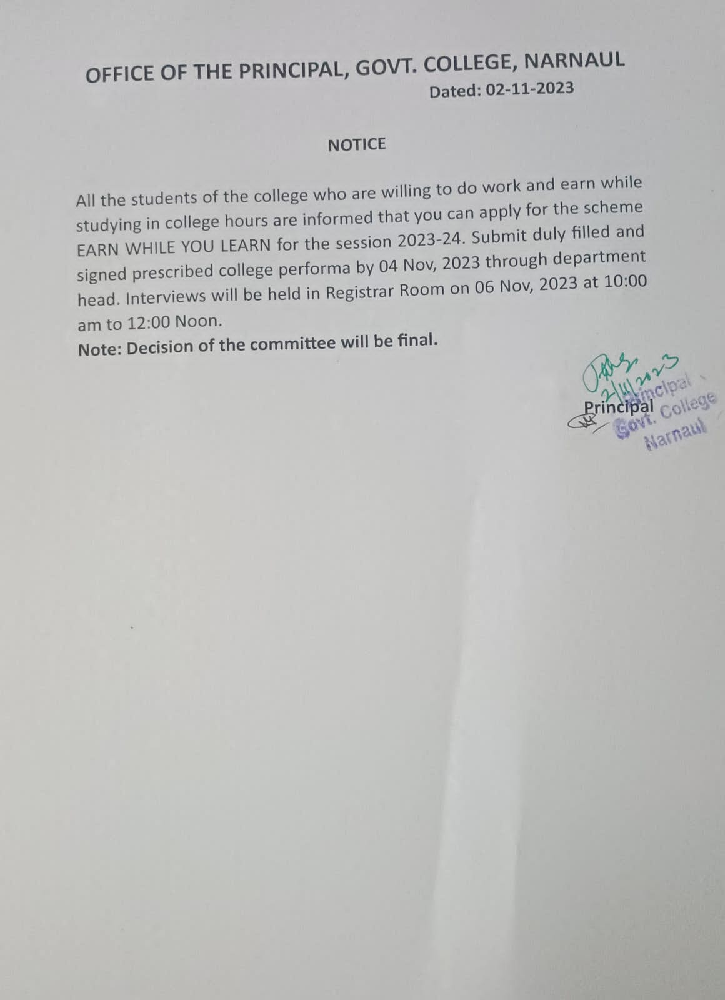 OFFICE OF THE PRINCIPAL, GOVT. COLLEGE, NARNAUL
Dated: 02-11-2023
NOTICE
All the students of the college who are willing to do work and earn while
studying in college hours are informed that you can apply for the scheme
EARN WHILE YOU LEARN for the session 2023-24. Submit duly filled and
signed prescribed college performa by 04 Nov, 2023 through department
head. Interviews will be held in Registrar Room on 06 Nov, 2023 at 10:00
am to 12:00 Noon.
Note: Decision of the committee will be final.
2/11/2023
Principal
Principal
Govt. College
Narnaul